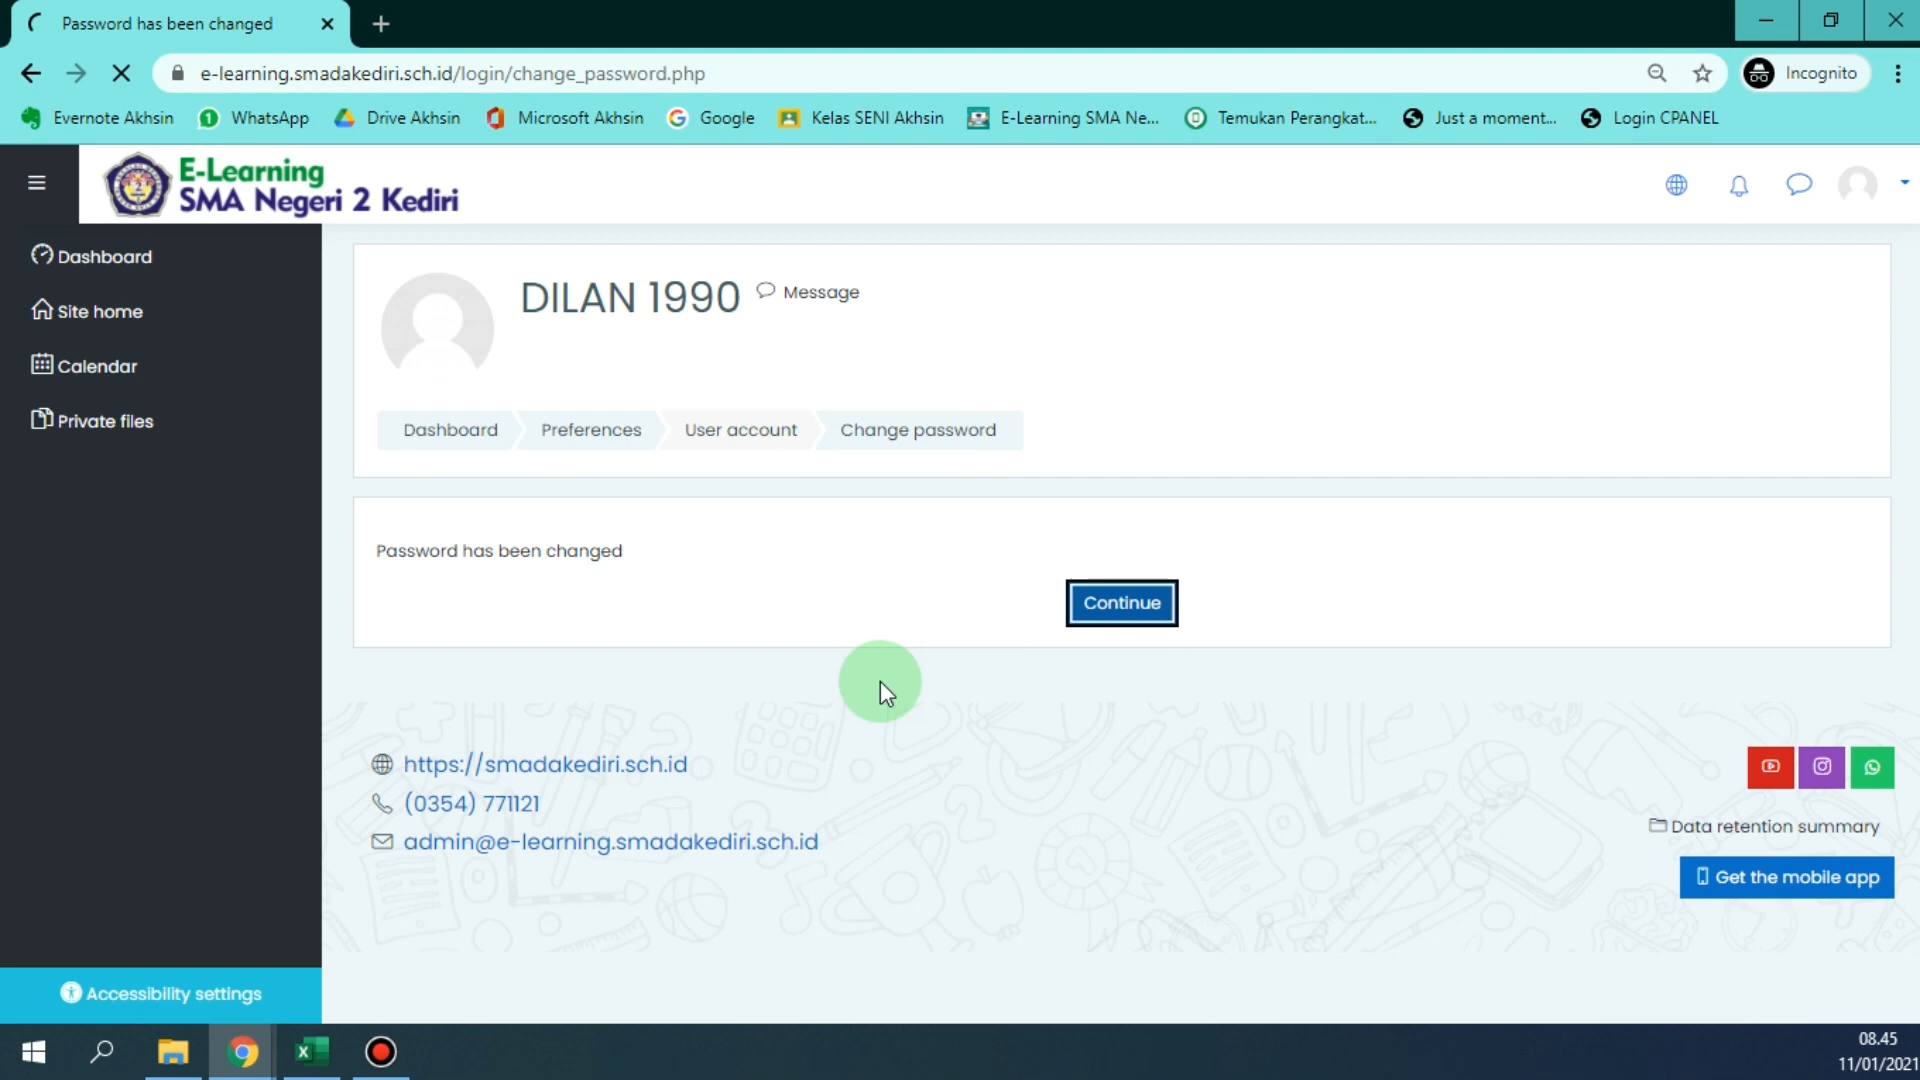 Password has been changed
e-learning.smadakediri.sch.id/login/change_password.php
Incognito
Evernote Akhsin
WhatsApp
Drive Akhsin
Microsoft Akhsin
Google
Kelas SENI Akhsin
E-Learning SMA Ne...
Temukan Perangkat...
Just a moment...
Login CPANEL
E-Learning
SMA Negeri 2 Kediri
Dashboard
Site home
Calendar
Private files
DILAN 1990
Message
Dashboard
Preferences
User account
Change password
Password has been changed
Continue
https://smadakediri.sch.id
(0354) 771121
admin@e-learning.smadakediri.sch.id
Data retention summary
Get the mobile app
Accessibility settings
08.45
11/01/2021